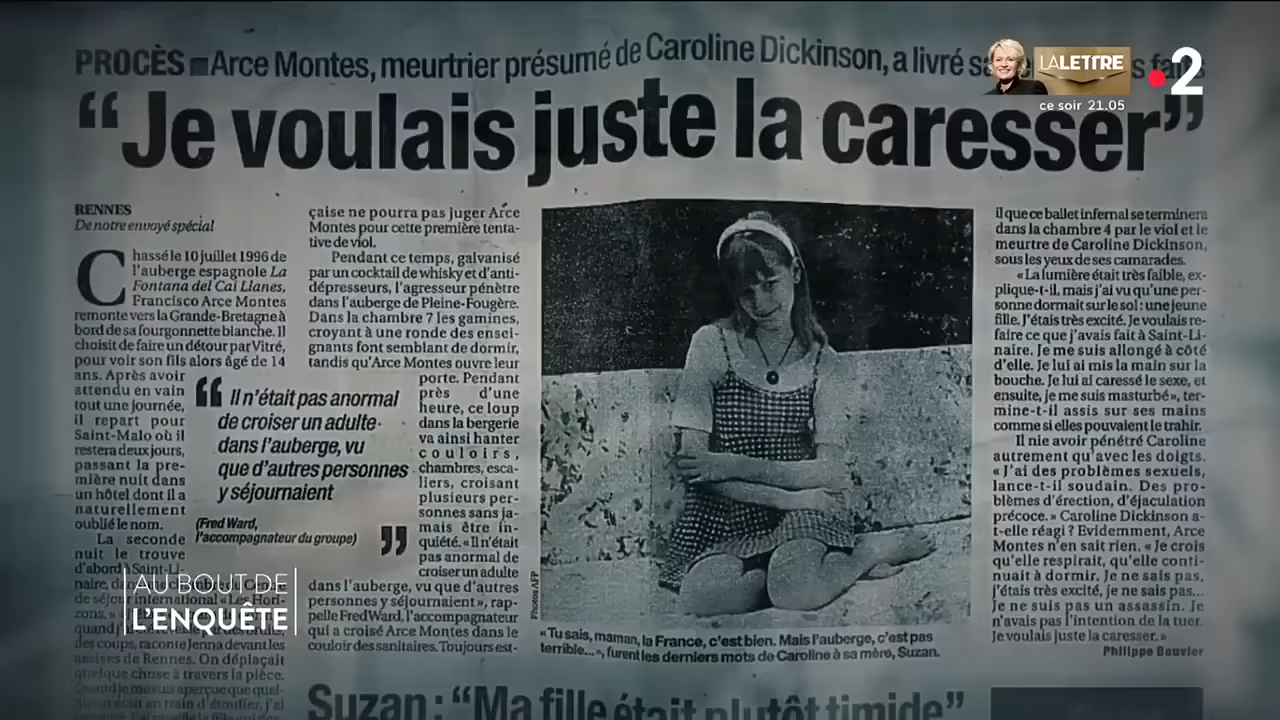 PROCÈS ■ Arce Montes, meurtrier présumé de Caroline Dickinson, a livré
“Je voulais juste la caresser”
LA LETTRE
ce soir 21.05
2
RENNES
De notre envoyé spécial
Chassé le 10 juillet 1996 de
l'auberge espagnole La
Fontana del Cai Llanes,
Francisco Arce Montes
remonte vers la Grande-Bretagne à
bord de sa fourgonnette blanche. Il
choisit de faire un détour par Vitré,
pour voir son fils alors âgé de 14
ans. Après avoir
attendu en vain
tout une journée,
il repart pour
Saint-Malo où il
restera deux jours,
passant la pre-
mière nuit dans
un hôtel dont il a
naturellement
oublié le nom.
La seconde
nuit le trouve
d'abord à Saint-Li-
naire,
de séjour international « Les Hori-
zons. »
quand
des coups, raconte Jenna devant les
assises de Rennes. On déplaçait
quelque chose à travers la pièce.
Quand je me suis aperçue que quel-
qu'un était en train d'étouffer, j'ai
“ Il n'était pas anormal
de croiser un adulte
dans l'auberge, vu
que d'autres personnes
y séjournaient
(Fred Ward,
l'accompagnateur du groupe) ”
çaise ne pourra pas juger Arce
Montes pour cette première tenta-
tive de viol.
Pendant ce temps, galvanisé
par un cocktail de whisky et d'anti-
dépresseurs, l'agresseur pénètre
dans l'auberge de Pleine-Fougère.
Dans la chambre 7 les gamines,
croyant à une ronde des ensei-
gnants font semblant de dormir,
tandis qu'Arce Montes ouvre leur
porte. Pendant
près d'une
heure, ce loup
dans la bergerie
va ainsi hanter
couloirs,
chambres, esca-
liers, croisant
plusieurs per-
sonnes sans ja-
mais être in-
quiété. « Il n'était
pas anormal de
croiser un adulte
dans l'auberge, vu que d'autres
personnes y séjournaient », rap-
pelle Fred Ward, l'accompagnateur
qui a croisé Arce Montes dans le
couloir des sanitaires. Toujours est-
Photos AFP
« Tu sais, maman, la France, c'est bien. Mais l'auberge, c'est pas
terrible... », furent les derniers mots de Caroline à sa mère, Suzan.
il que ce ballet infernal se terminera
dans la chambre 4 par le viol et le
meurtre de Caroline Dickinson,
sous les yeux de ses camarades.
« La lumière était très faible, ex-
plique-t-il, mais j'ai vu qu'une per-
sonne dormait sur le sol : une jeune
fille. J'étais très excité. Je voulais re-
faire ce que j'avais fait à Saint-Li-
naire. Je me suis allongé à côté
d'elle. Je lui ai mis la main sur la
bouche. Je lui ai caressé le sexe, et
ensuite, je me suis masturbé », ter-
mine-t-il assis sur ses mains
comme si elles pouvaient le trahir.
Il nie avoir pénétré Caroline
autrement qu'avec les doigts.
« J'ai des problèmes sexuels,
lance-t-il soudain. Des pro-
blèmes d'érection, d'éjaculation
précoce. » Caroline Dickinson a-
t-elle réagi ? Evidemment, Arce
Montes n'en sait rien. « Je crois
qu'elle respirait, qu'elle conti-
nuait à dormir. Je ne sais pas,
j'étais très excité, je ne sais pas...
Je ne suis pas un assassin. Je
n'avais pas l'intention de la tuer.
Je voulais juste la caresser. »
Philippe Bouvier
AU BOUT DE
L'ENQUÊTE
Suzan : “Ma fille était plutôt timide”